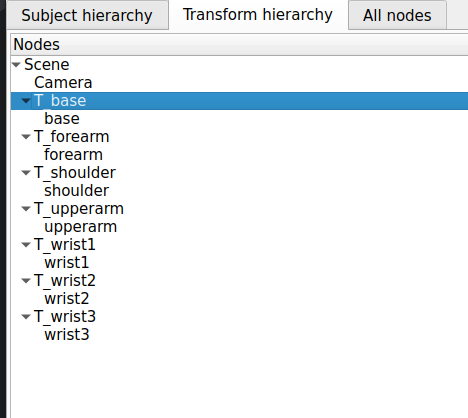 Subject hierarchy Transform hierarchy All nodes
Nodes
Scene
Camera
T_base
base
T_forearm
forearm
T_shoulder
shoulder
T_upperarm
upperarm
T_wrist1
wrist1
T_wrist2
wrist2
T_wrist3
wrist3